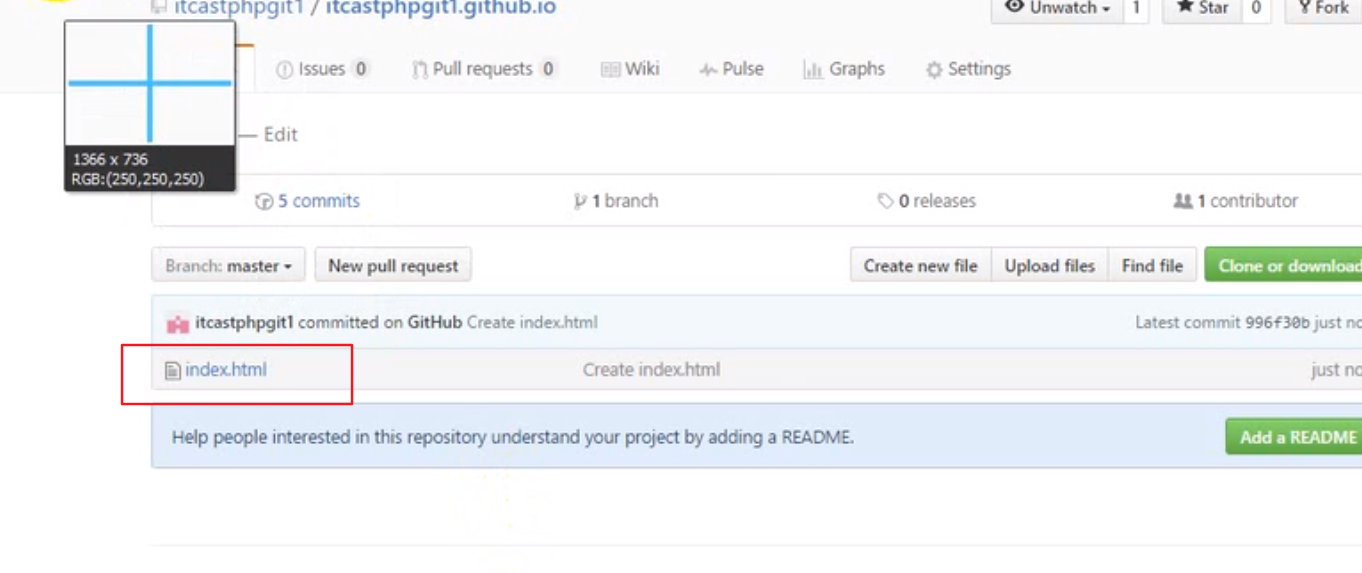 itcastphpgit1 / itcastphpgit1.github.io
Unwatch 1 Star 0 Fork
Issues 0 Pull requests 0 Wiki Pulse Graphs Settings
— Edit
1366 x 736
RGB:(250,250,250)
5 commits 1 branch 0 releases 1 contributor
Branch: master New pull request Create new file Upload files Find file Clone or download
itcastphpgit1 committed on GitHub Create index.html Latest commit 996f30b just no
index.html Create index.html just no
Help people interested in this repository understand your project by adding a README. Add a README